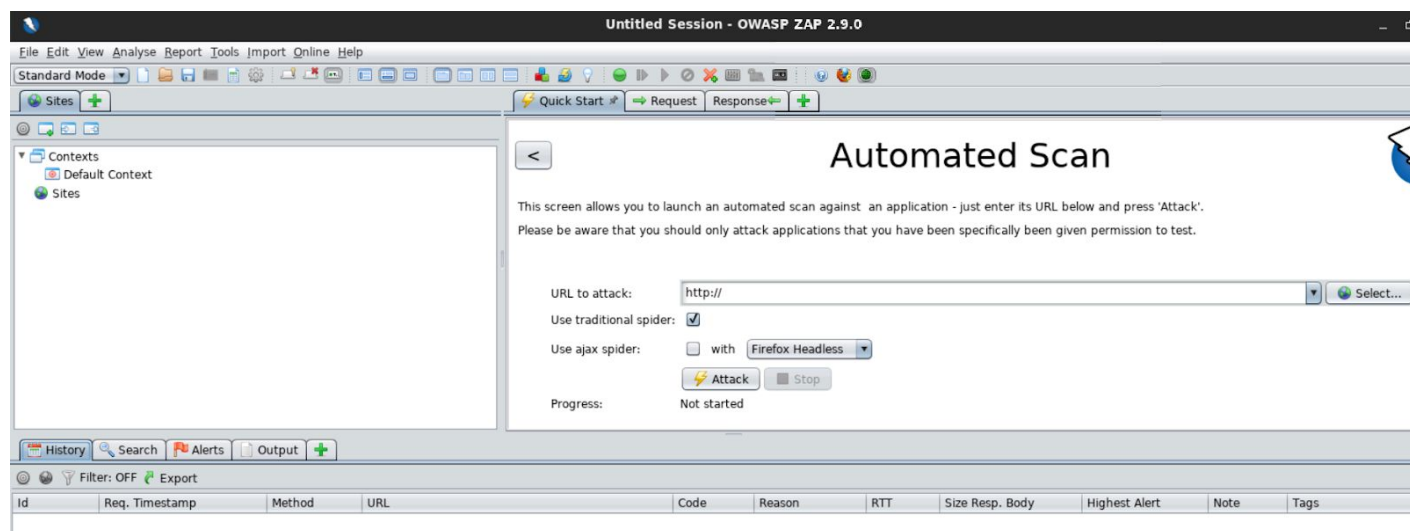 Untitled Session - OWASP ZAP 2.9.0
File Edit View Analyse Report Tools Import Online Help
Standard Mode
Sites
Quick Start Request Response
Contexts
Default Context
Sites
<
Automated Scan
This screen allows you to launch an automated scan against an application - just enter its URL below and press 'Attack'.
Please be aware that you should only attack applications that you have been specifically been given permission to test.
URL to attack: http:// Select...
Use traditional spider:
Use ajax spider: with Firefox Headless
Attack Stop
Progress: Not started
History Search Alerts Output
Filter: OFF Export
Id Req. Timestamp Method URL Code Reason RTT Size Resp. Body Highest Alert Note Tags